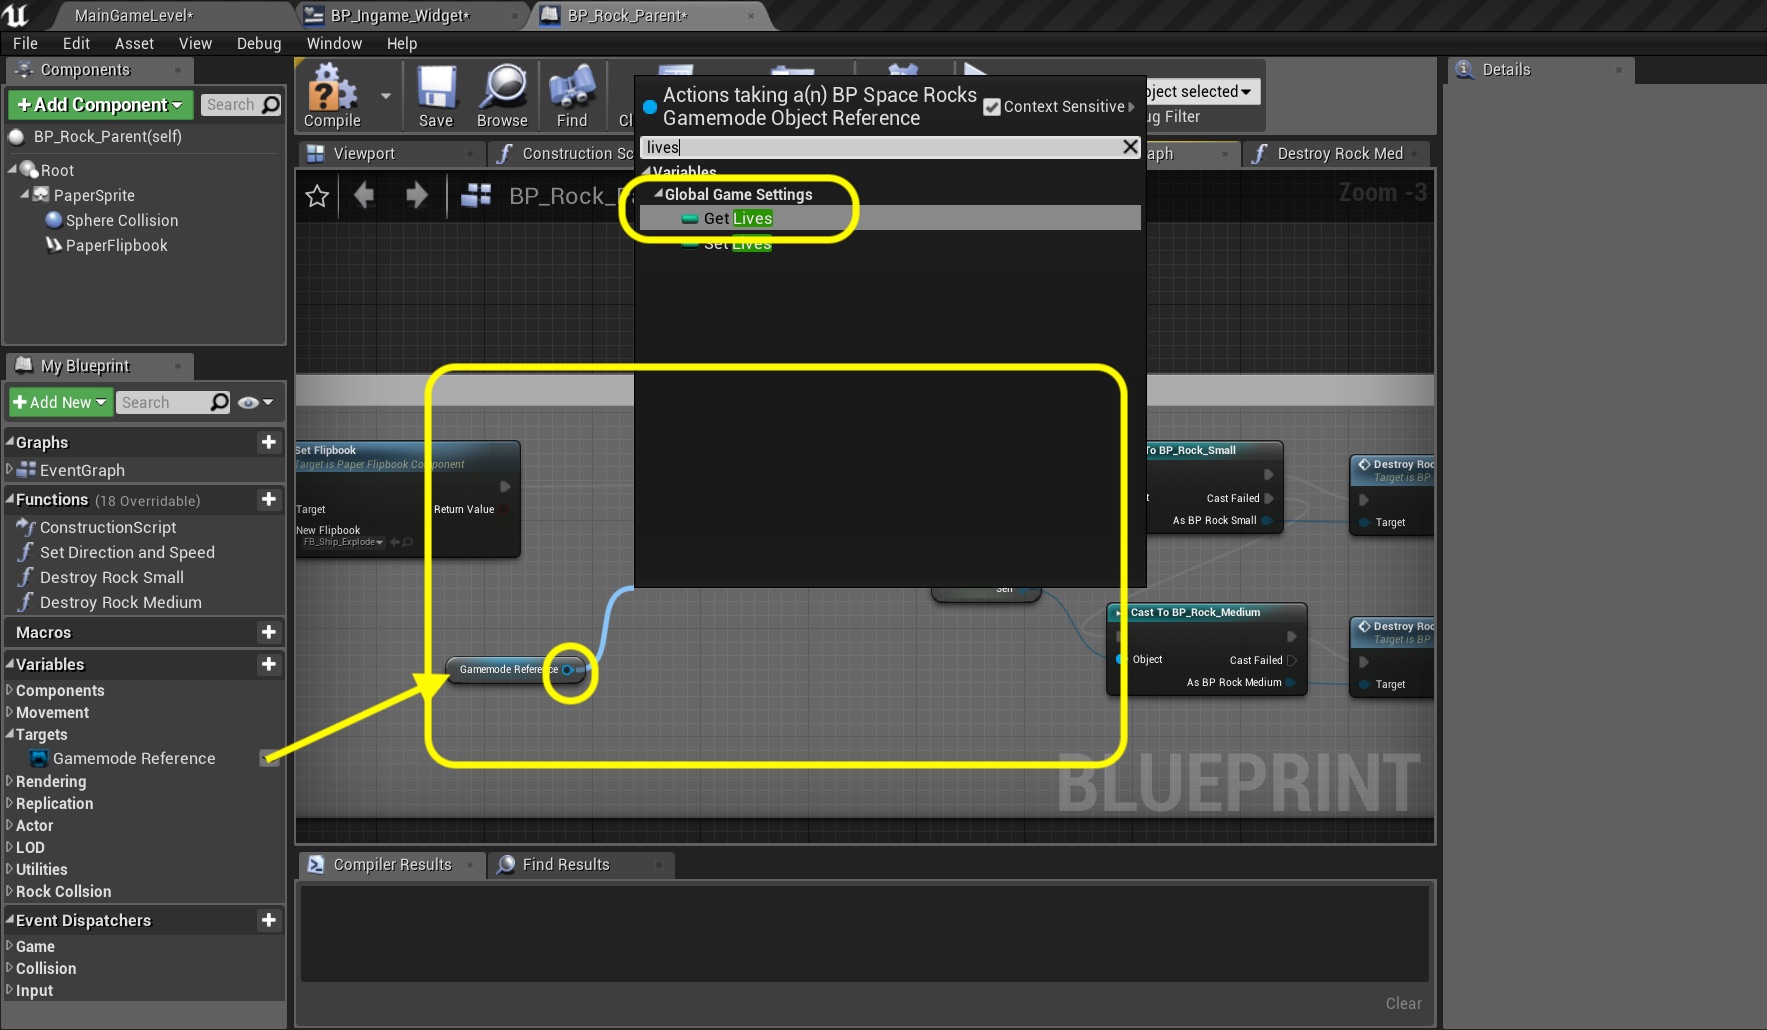 MainGameLevel*
BP_Ingame_Widget*
BP_Rock_Parent*
File Edit Asset View Debug Window Help
Components
+Add Component
Search
BP_Rock_Parent(self)
Root
PaperSprite
Sphere Collision
PaperFlipbook
My Blueprint
+Add New
Search
Graphs
EventGraph
Functions (18 Overridable)
ConstructionScript
Set Direction and Speed
Destroy Rock Small
Destroy Rock Medium
Macros
Variables
Components
Movement
Targets
Gamemode Reference
Rendering
Replication
Actor
LOD
Utilities
Rock Collsion
Event Dispatchers
Game
Collision
Input
Compile
Save
Browse
Find
ject selected
ug Filter
Viewport
Construction Sc
aph
Destroy Rock Med
BP_Rock_
Zoom -3
Actions taking a(n) BP Space Rocks
Gamemode Object Reference
Context Sensitive
lives
Variables
Global Game Settings
Get Lives
Set Lives
Set Flipbook
Target is Paper Flipbook Component
Target
Return Value
New Flipbook
FB_Ship_Explode
Gamemode Reference
Self
To BP_Rock_Small
Cast Failed
As BP Rock Small
Destroy Roc
Target is BP
Target
Cast To BP_Rock_Medium
Object
Cast Failed
As BP Rock Medium
Destroy Roc
Target is BP
Target
BLUEPRINT
Compiler Results
Find Results
Clear
Details